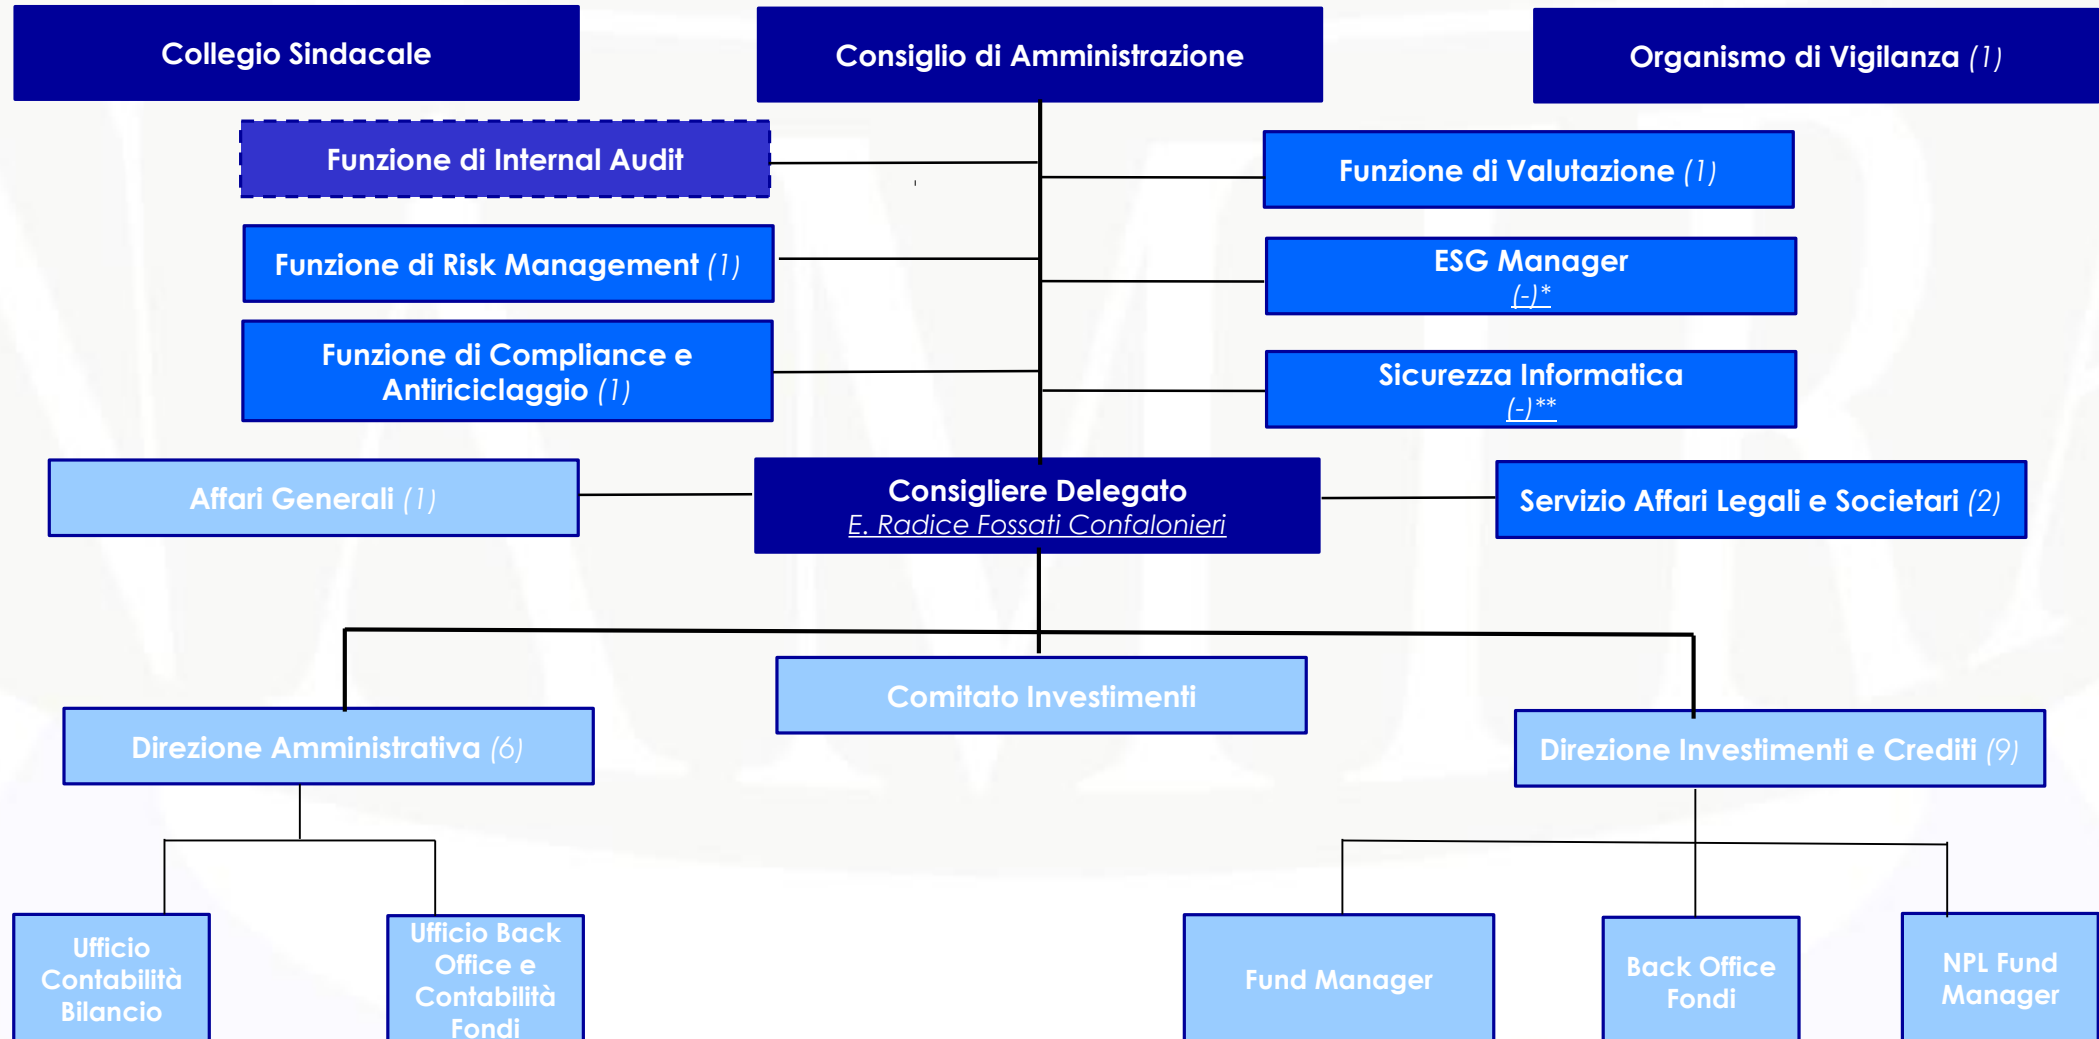 Collegio Sindacale
Consiglio di Amministrazione
Organismo di Vigilanza (1)
Funzione di Internal Audit
Funzione di Valutazione (1)
Funzione di Risk Management (1)
ESG Manager
(-)*
Funzione di Compliance e
Antiriciclaggio (1)
Sicurezza Informatica
(-)**
Affari Generali (1)
Consigliere Delegato
E. Radice Fossati Confalonieri
Servizio Affari Legali e Societari (2)
Comitato Investimenti
Direzione Amministrativa (6)
Direzione Investimenti e Crediti (9)
Ufficio
Contabilità
Bilancio
Ufficio Back
Office e
Contabilità
Fondi
Fund Manager
Back Office
Fondi
NPL Fund
Manager